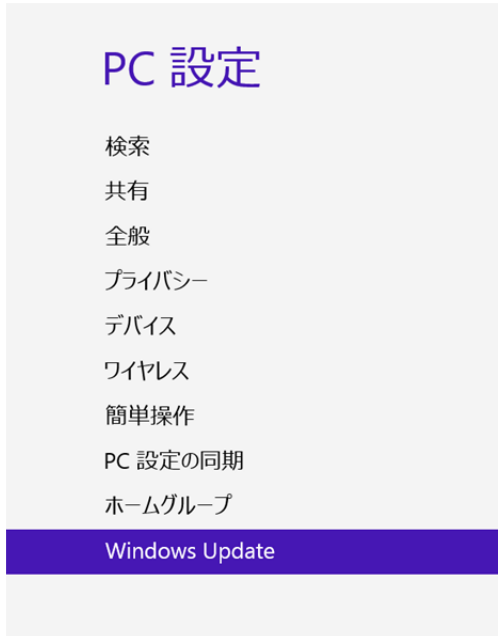 PC 設定
検索
共有
全般
プライバシー
デバイス
ワイヤレス
簡単操作
PC 設定の同期
ホームグループ
Windows Update